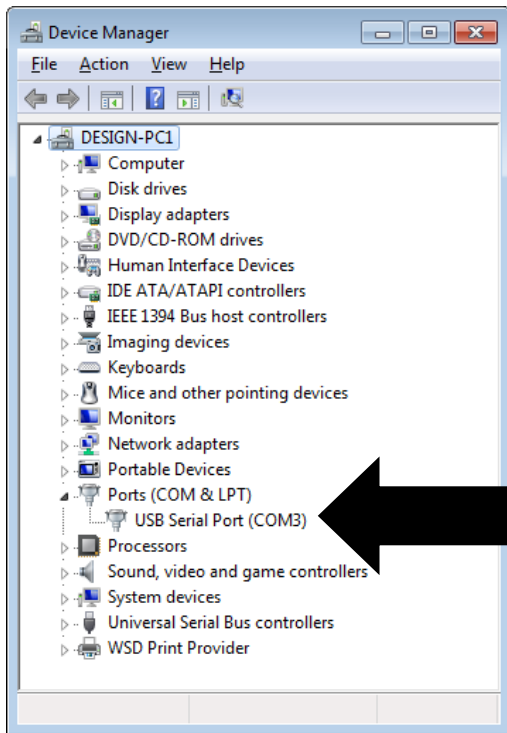 Device Manager
File Action View Help
DESIGN-PC1
Computer
Disk drives
Display adapters
DVD/CD-ROM drives
Human Interface Devices
IDE ATA/ATAPI controllers
IEEE 1394 Bus host controllers
Imaging devices
Keyboards
Mice and other pointing devices
Monitors
Network adapters
Portable Devices
Ports (COM & LPT)
USB Serial Port (COM3)
Processors
Sound, video and game controllers
System devices
Universal Serial Bus controllers
WSD Print Provider